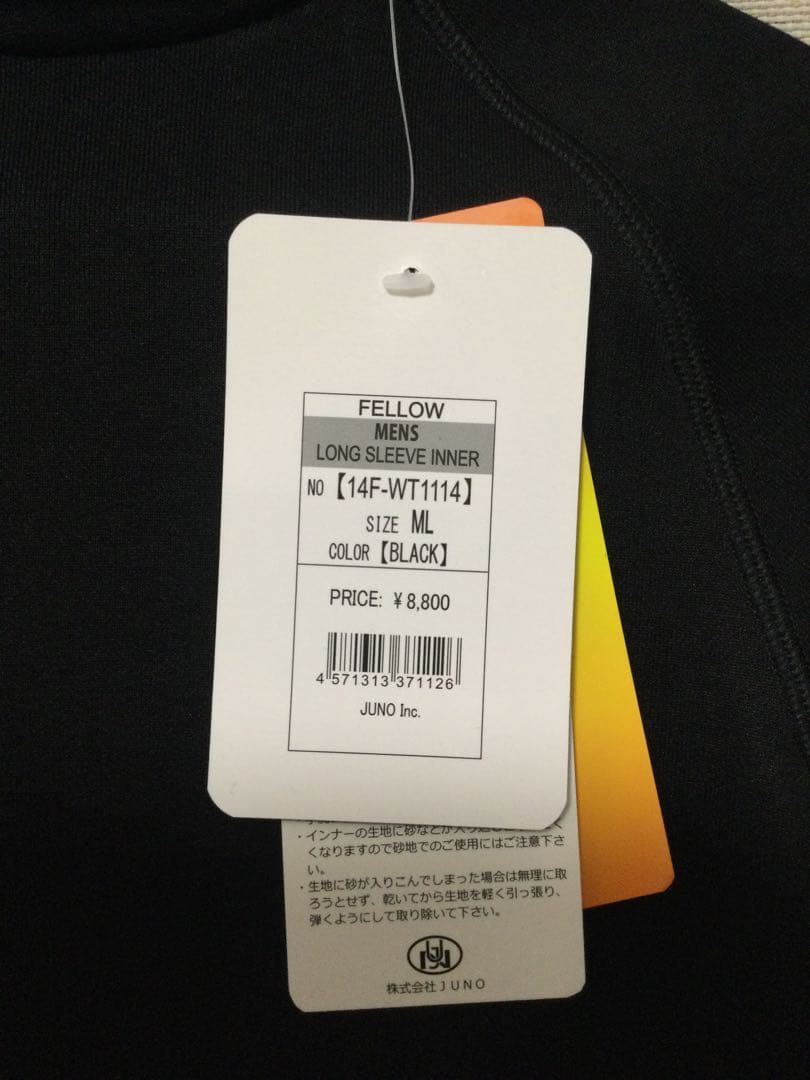 FELLOW
MENS
LONG SLEEVE INNER
NO 【14F-WT1114】
SIZE ML
COLOR 【BLACK】
PRICE: ¥8,800
4 571313 371126
JUNO Inc.
・インナーの生地に砂などが入り
くなりますので砂地でのご使用にはご注意下さ
い。
・生地に砂が入りこんでしまった場合は無理に取
ろうとせず、乾いてから生地を軽く引っ張り、
弾くようにして取り除いて下さい。
株式会社JUNO